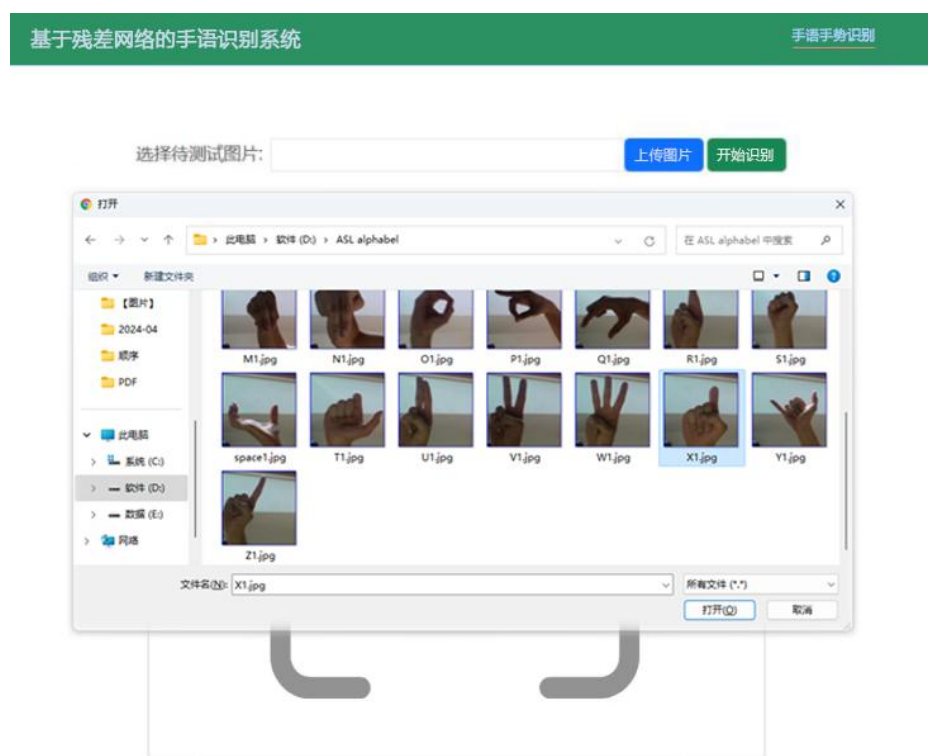 基于残差网络的手语识别系统 手语手势识别
选择待测试图片: 上传图片 开始识别
打开
此电脑 > 软件 (D:) > ASL alphabel 在 ASL alphabel 中搜索
组织 新建文件夹
【图片】
2024-04
顺序
PDF
此电脑
系统 (C:)
软件 (D:)
数据 (E:)
网络
M1.jpg N1.jpg O1.jpg P1.jpg Q1.jpg R1.jpg S1.jpg
space1.jpg T1.jpg U1.jpg V1.jpg W1.jpg X1.jpg Y1.jpg
Z1.jpg
文件名(N): X1.jpg 所有文件 (*.*)
打开(O) 取消